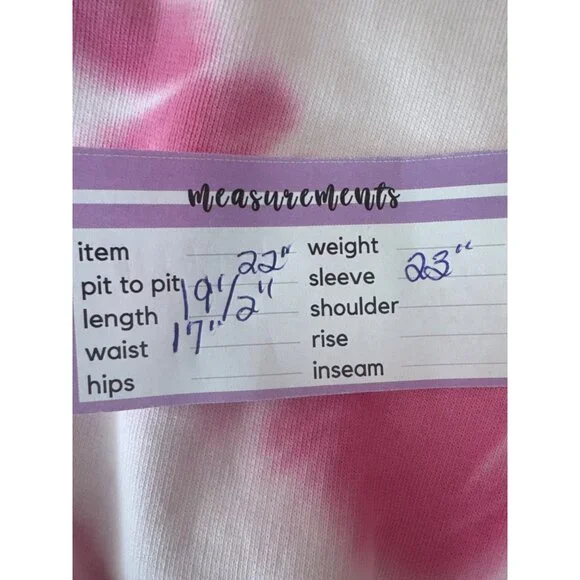 measurements
item
pit to pit 22"
length 19 1/2"
waist 17"
hips
weight
sleeve 23"
shoulder
rise
inseam